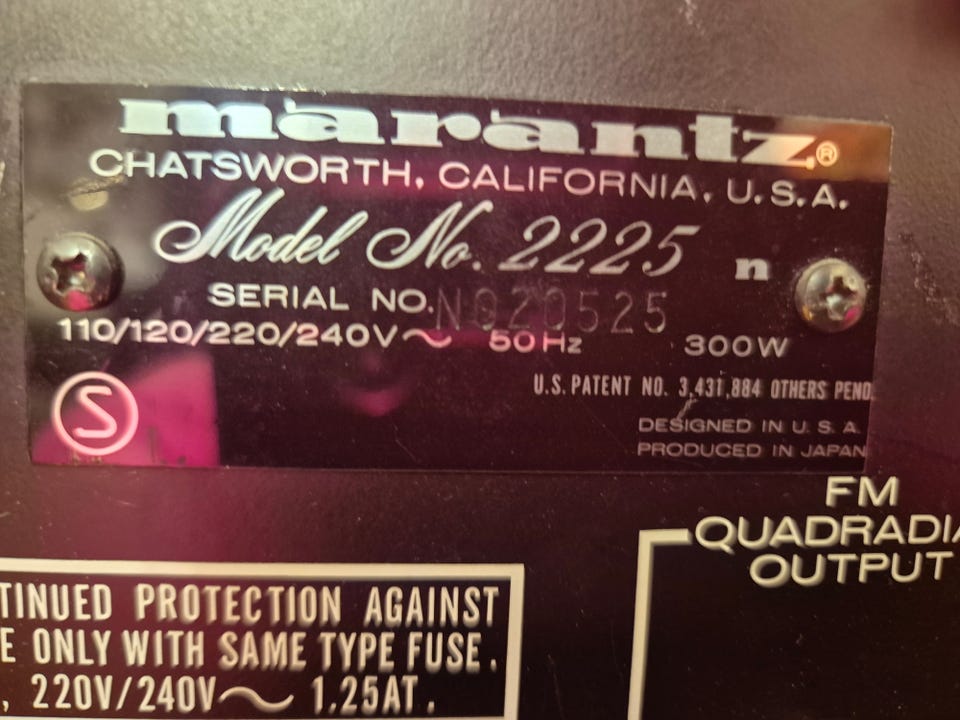 marantz®
CHATSWORTH, CALIFORNIA, U.S.A.
Model No. 2225 n
SERIAL NO. NO20525
110/120/220/240V~ 50Hz 300W
U.S. PATENT NO. 3,431,884 OTHERS PEND.
S
DESIGNED IN U.S.A.
PRODUCED IN JAPAN
FM
QUADRADIA
OUTPUT
TINUED PROTECTION AGAINST
E ONLY WITH SAME TYPE FUSE.
, 220V/240V~ 1.25AT.